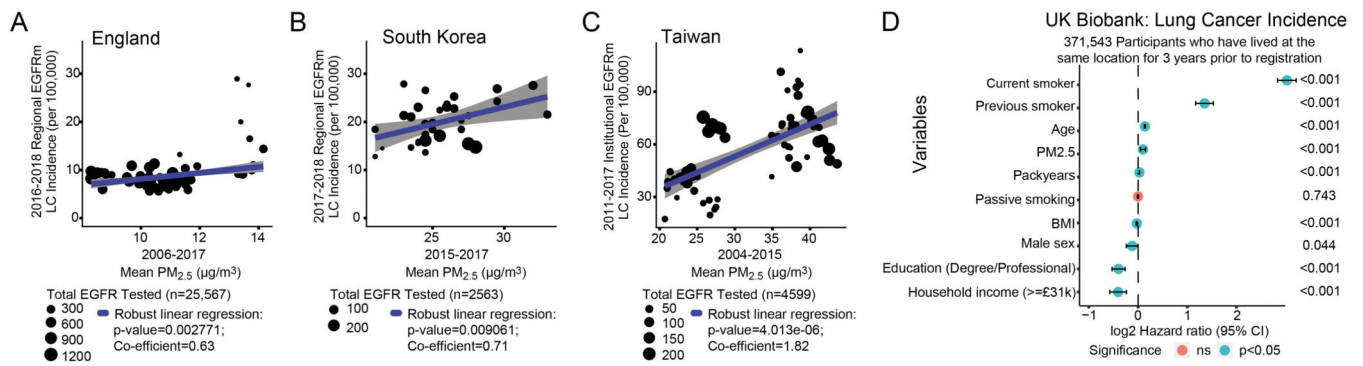 A
England
2016-2018 Regional EGFRm
LC Incidence (per 100,000)
30
20
10
0
10
12
14
2006-2017
Mean PM2.5 (μg/m³)
Total EGFR Tested (n=25,567)
300
600
900
1200
Robust linear regression:
p-value=0.002771;
Co-efficient=0.63
B
South Korea
2017-2018 Regional EGFRm
LC Incidence (per 100,000)
30
20
10
0
25
30
2015-2017
Mean PM2.5 (μg/m³)
Total EGFR Tested (n=2563)
100
200
Robust linear regression:
p-value=0.009061;
Co-efficient=0.71
C
Taiwan
2011-2017 Institutional EGFRm
LC Incidence (Per 100,000)
90
60
30
20
25
30
35
40
2004-2015
Mean PM2.5 (μg/m³)
Total EGFR Tested (n=4599)
50
100
150
200
Robust linear regression:
p-value=4.013e-06;
Co-efficient=1.82
D
UK Biobank: Lung Cancer Incidence
371,543 Participants who have lived at the
same location for 3 years prior to registration
Variables
Current smoker <0.001
Previous smoker <0.001
Age <0.001
PM2.5 <0.001
Packyears <0.001
Passive smoking 0.743
BMI <0.001
Male sex 0.044
Education (Degree/Professional) <0.001
Household income (>=£31k) <0.001
−1 0 1 2
log2 Hazard ratio (95% CI)
Significance ns p<0.05